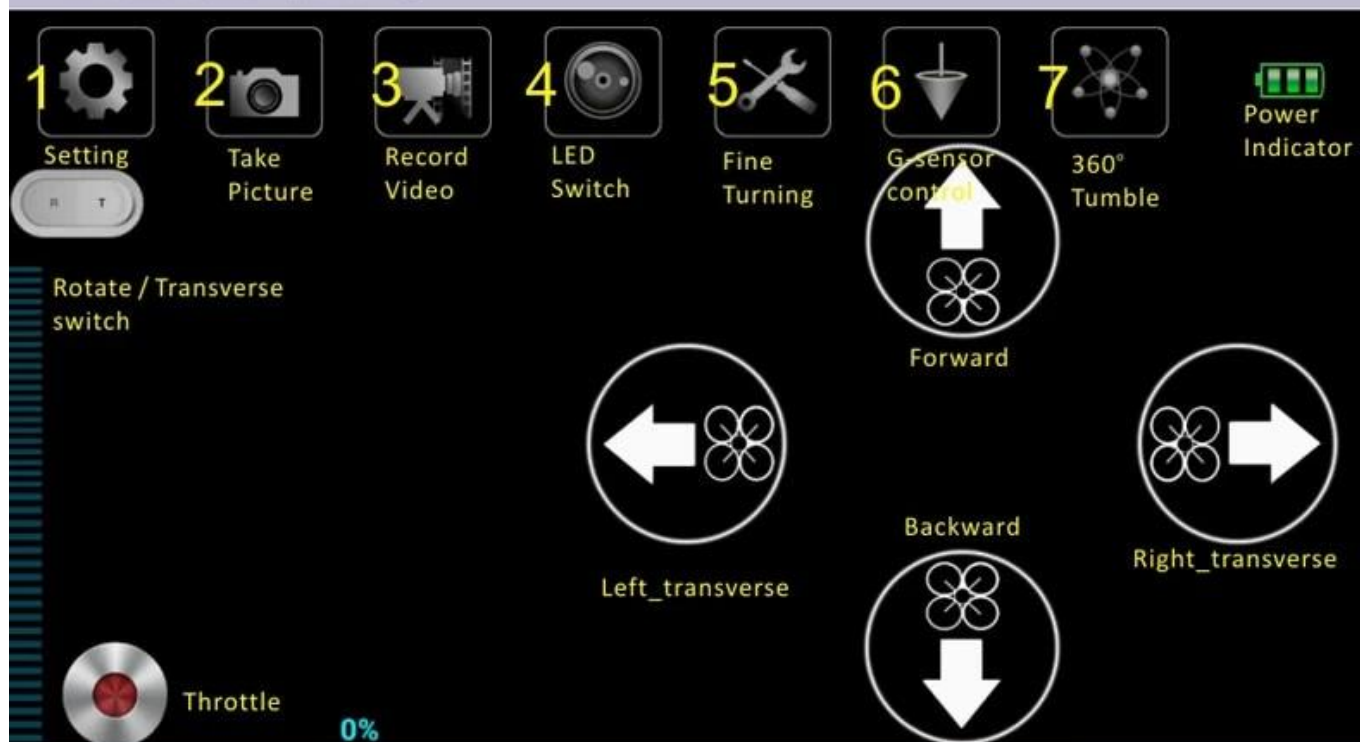 1
2
3
4
5
6
7
Setting
Take
Picture
Record
Video
LED
Switch
Fine
Turning
G-sensor
control
360°
Tumble
Power
Indicator
R T
Rotate / Transverse
switch
Forward
Left_transverse
Backward
Right_transverse
Throttle
0%